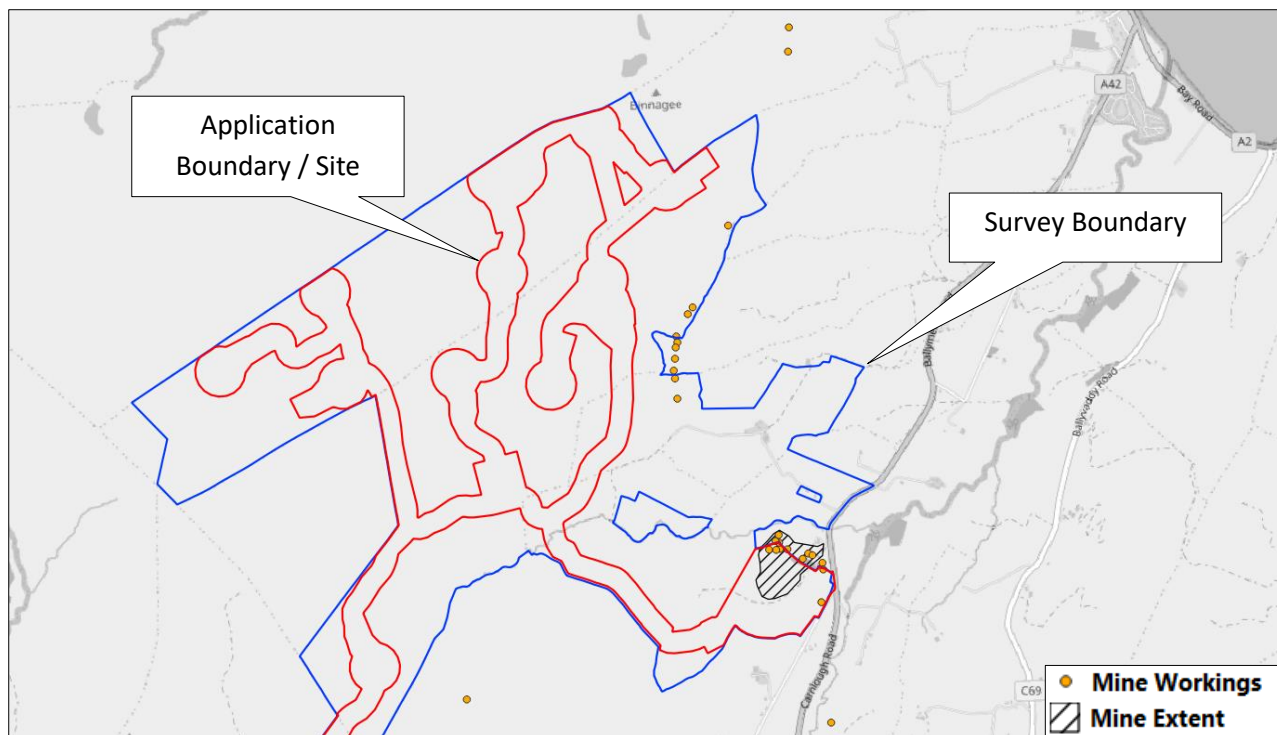 Application
Boundary / Site
Binnagee
A42
Bay Road
A2
Survey Boundary
Ballyvaddy Road
Carnlough Road
C69
Mine Workings
Mine Extent